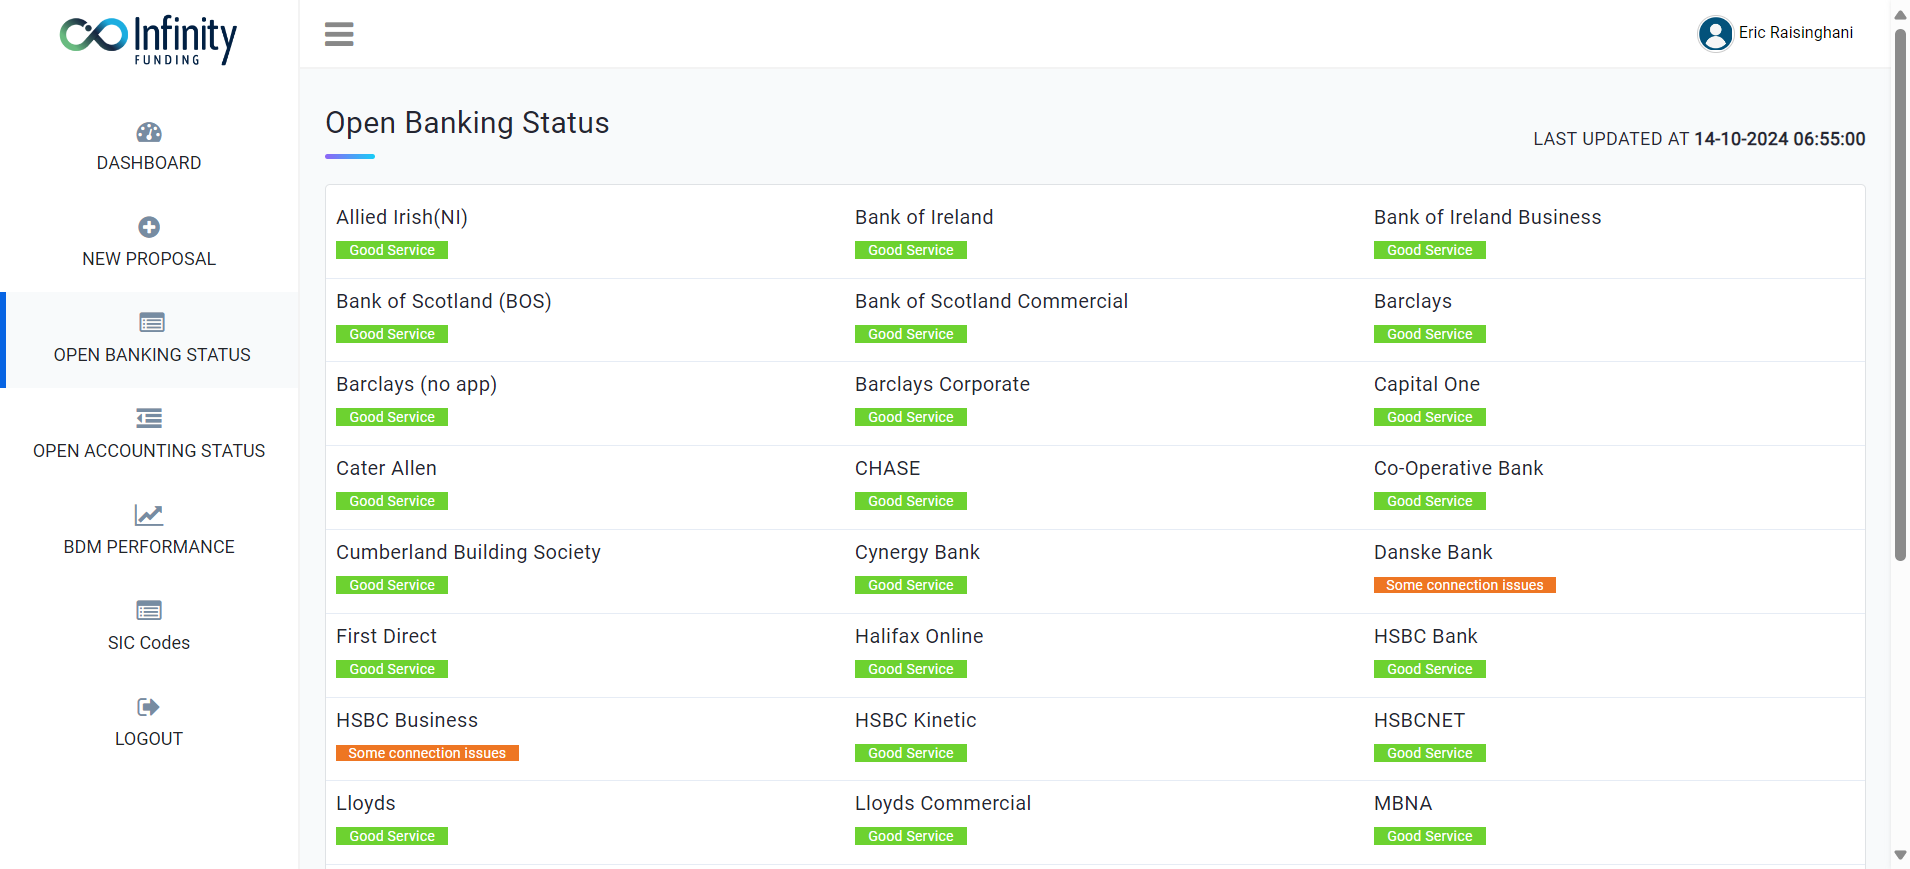 Infinity
FUNDING
Eric Raisinghani
DASHBOARD
NEW PROPOSAL
OPEN BANKING STATUS
OPEN ACCOUNTING STATUS
BDM PERFORMANCE
SIC Codes
LOGOUT
Open Banking Status
LAST UPDATED AT 14-10-2024 06:55:00
Allied Irish(NI)
Good Service
Bank of Ireland
Good Service
Bank of Ireland Business
Good Service
Bank of Scotland (BOS)
Good Service
Bank of Scotland Commercial
Good Service
Barclays
Good Service
Barclays (no app)
Good Service
Barclays Corporate
Good Service
Capital One
Good Service
Cater Allen
Good Service
CHASE
Good Service
Co-Operative Bank
Good Service
Cumberland Building Society
Good Service
Cynergy Bank
Good Service
Danske Bank
Some connection issues
First Direct
Good Service
Halifax Online
Good Service
HSBC Bank
Good Service
HSBC Business
Some connection issues
HSBC Kinetic
Good Service
HSBCNET
Good Service
Lloyds
Good Service
Lloyds Commercial
Good Service
MBNA
Good Service